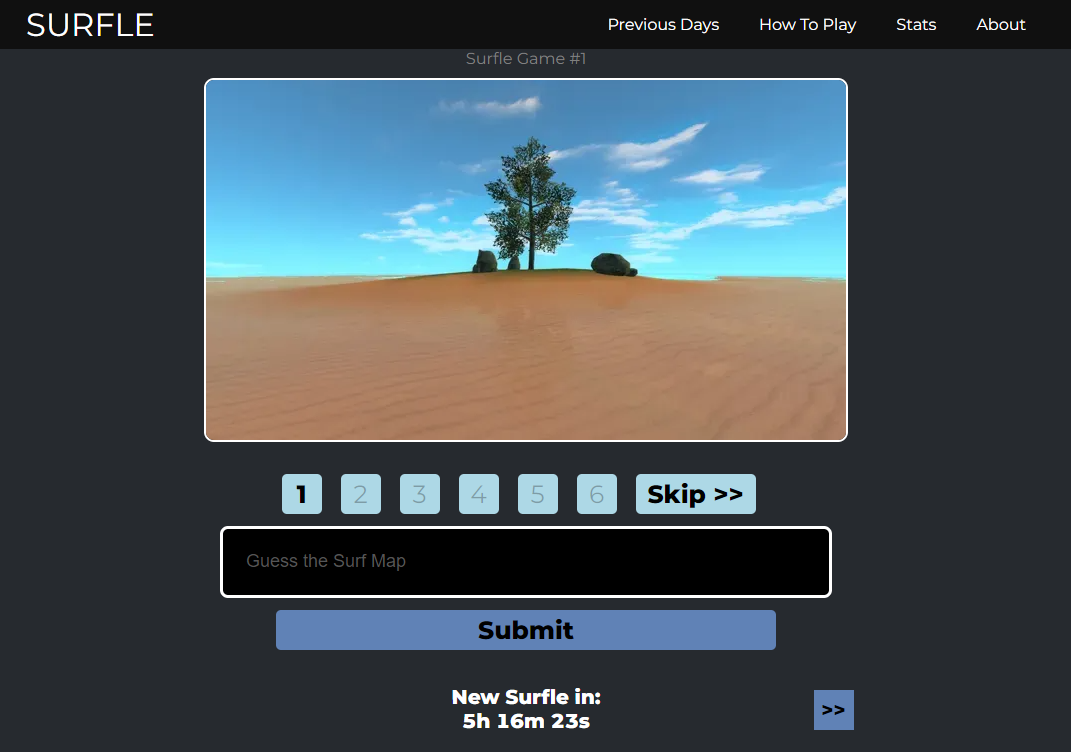 SURFLE
Previous Days
How To Play
Stats
About
Surfle Game #1
1 2 3 4 5 6 Skip >>
Guess the Surf Map
Submit
New Surfle in:
5h 16m 23s
>>